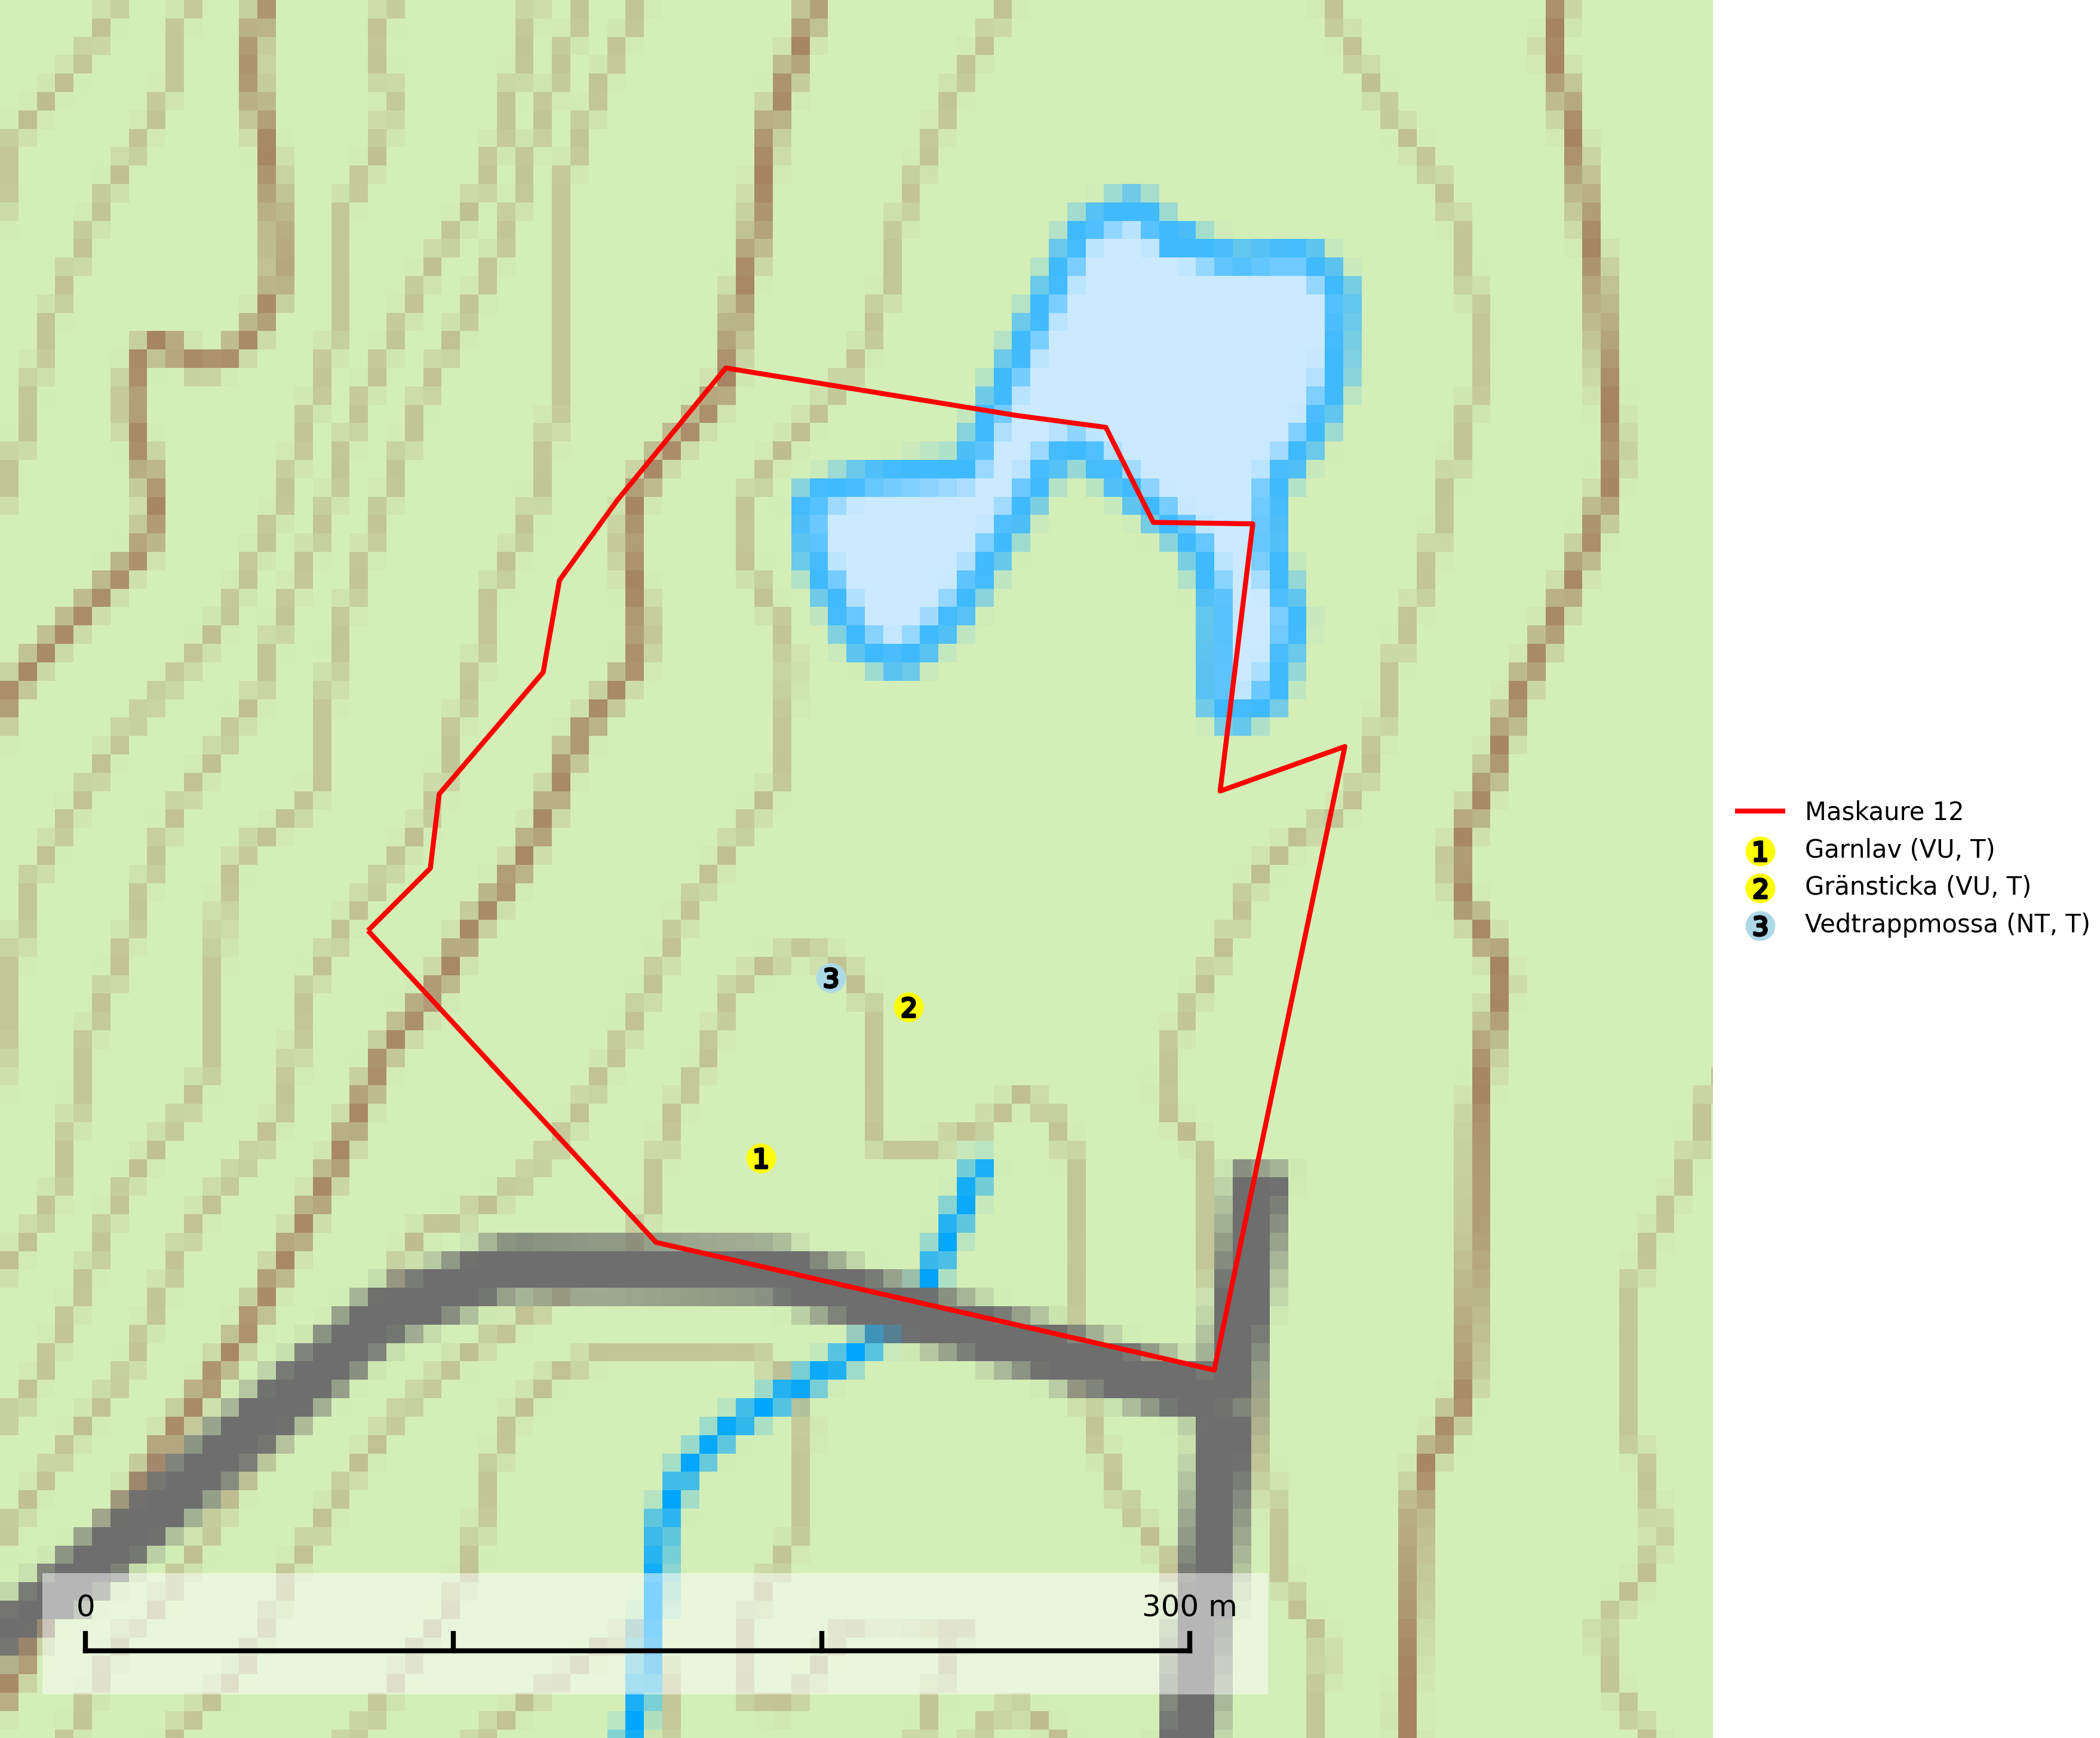 Maskaure 12
1 Garnlav (VU, T)
2 Gränsticka (VU, T)
3 Vedtrappmossa (NT, T)
3
2
1
0 300 m